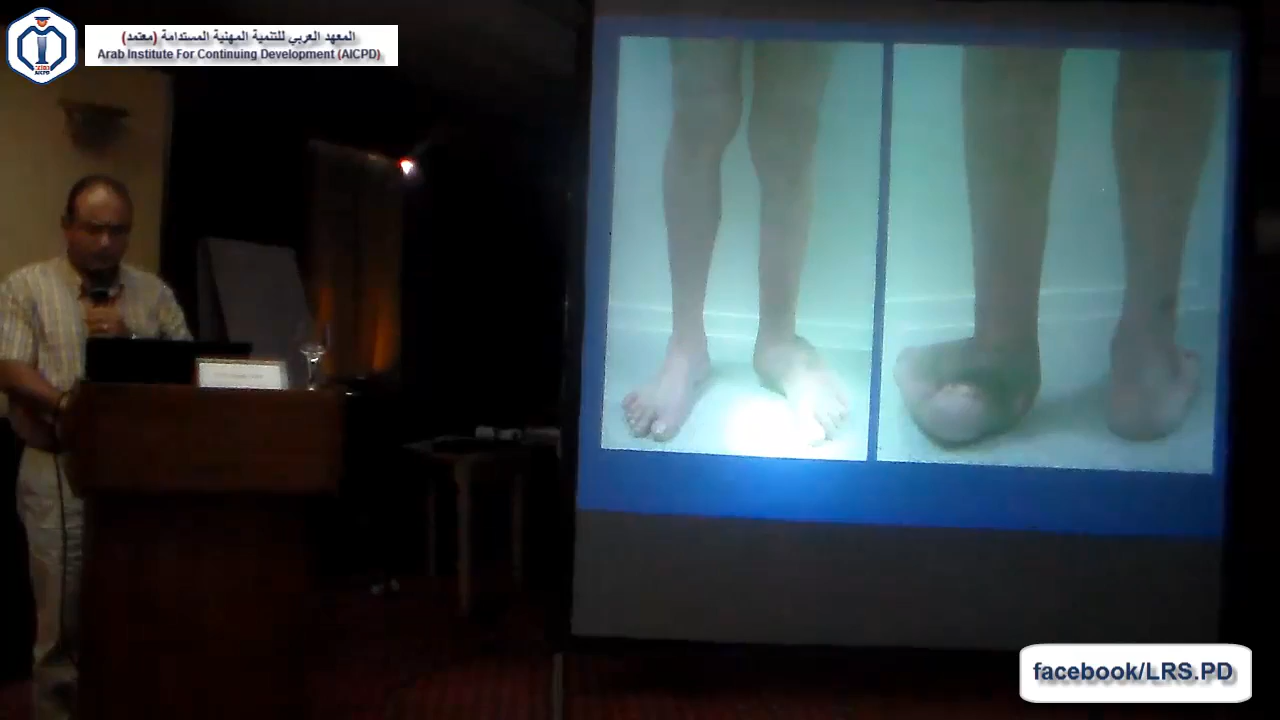 المعهد العربي للتنمية المهنية المستدامة (معتمد)
Arab Institute For Continuing Development (AICPD)
AICPD
facebook/LRS.PD